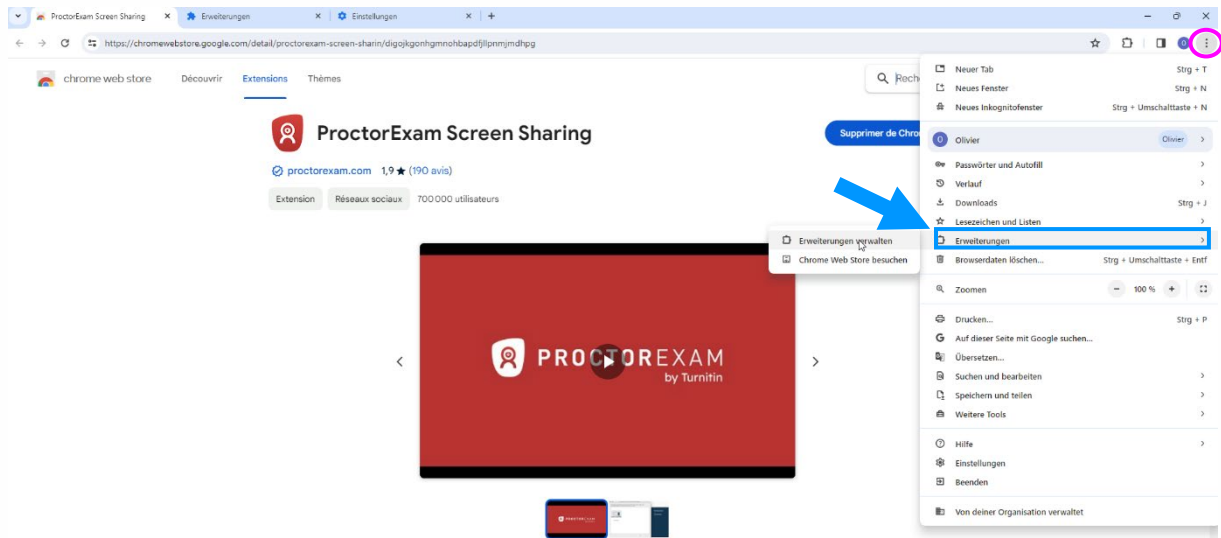 ProctorExam Screen Sharing
Erweiterungen
Einstellungen
https://chromewebstore.google.com/detail/proctorexam-screen-sharin/digojkgonhgmnohbapdfjllpnmjmdhpg
O
chrome web store
Découvrir
Extensions
Thèmes
Rech
ProctorExam Screen Sharing
Supprimer de Chro
proctorexam.com 1,9 ★ (190 avis)
Extension
Réseaux sociaux
700 000 utilisateurs
Erweiterungen verwalten
Chrome Web Store besuchen
PROCTOREXAM
by Turnitin
Neuer Tab Strg + T
Neues Fenster Strg + N
Neues Inkognitofenster Strg + Umschalttaste + N
O Olivier Olivier
Passwörter und Autofill
Verlauf
Downloads Strg + J
Lesezeichen und Listen
Erweiterungen
Browserdaten löschen... Strg + Umschalttaste + Entf
Zoomen - 100 % +
Drucken... Strg + P
Auf dieser Seite mit Google suchen...
Übersetzen...
Suchen und bearbeiten
Speichern und teilen
Weitere Tools
Hilfe
Einstellungen
Beenden
Von deiner Organisation verwaltet